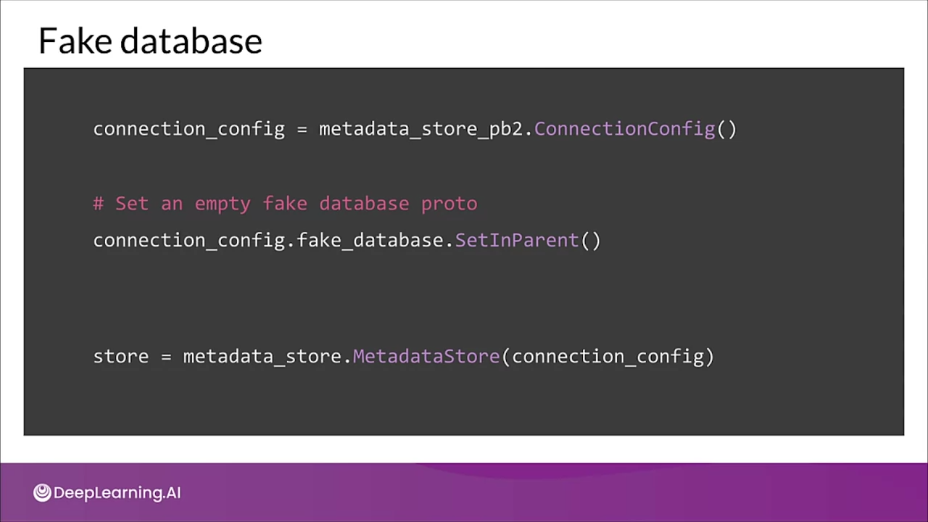 Fake database
connection_config = metadata_store_pb2.ConnectionConfig()
# Set an empty fake database proto
connection_config.fake_database.SetInParent()
store = metadata_store.MetadataStore(connection_config)
DeepLearning.AI